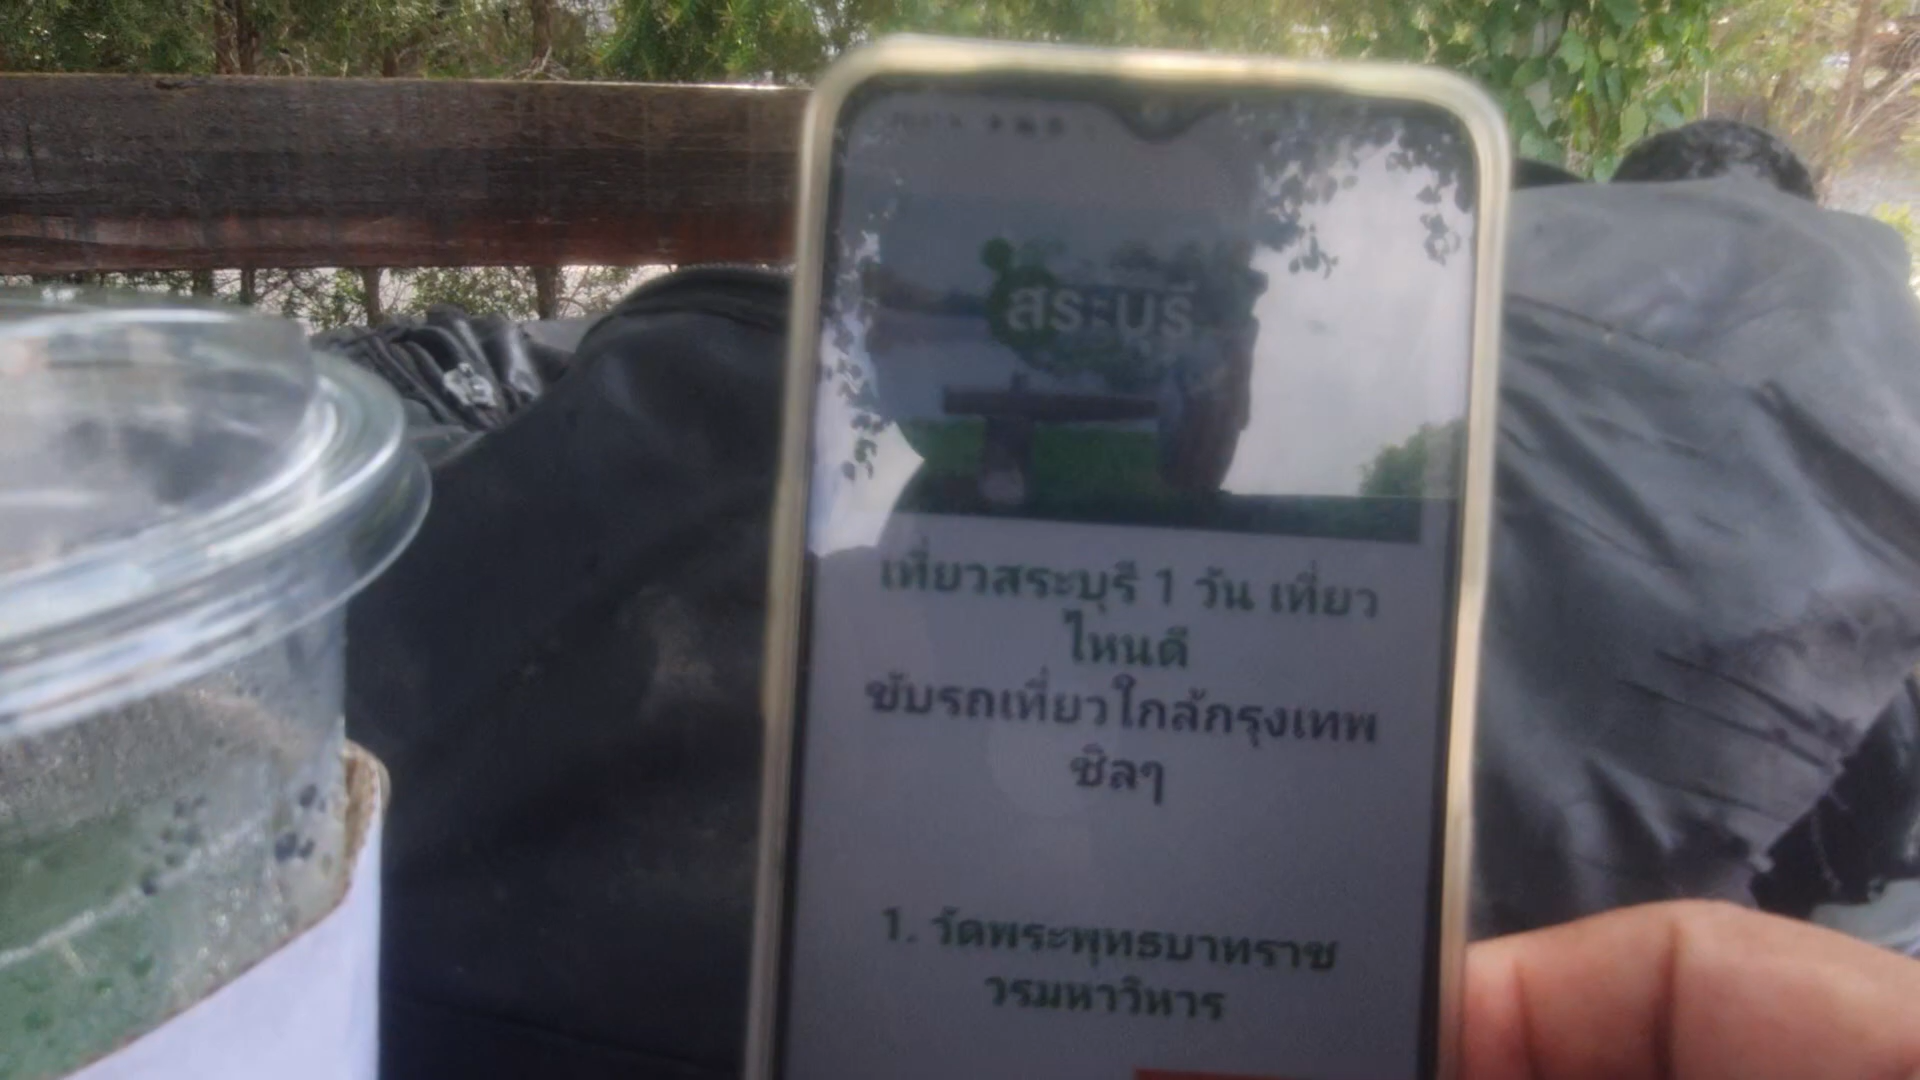 สระบุรี
เที่ยวสระบุรี 1 วัน เที่ยว
ไหนดี
ขับรถเที่ยวใกล้กรุงเทพ
ชิลๆ
1. วัดพระพุทธบาทราช
วรมหาวิหาร